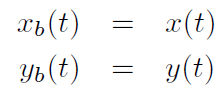 x_b(t) = x(t)
y_b(t) = y(t)